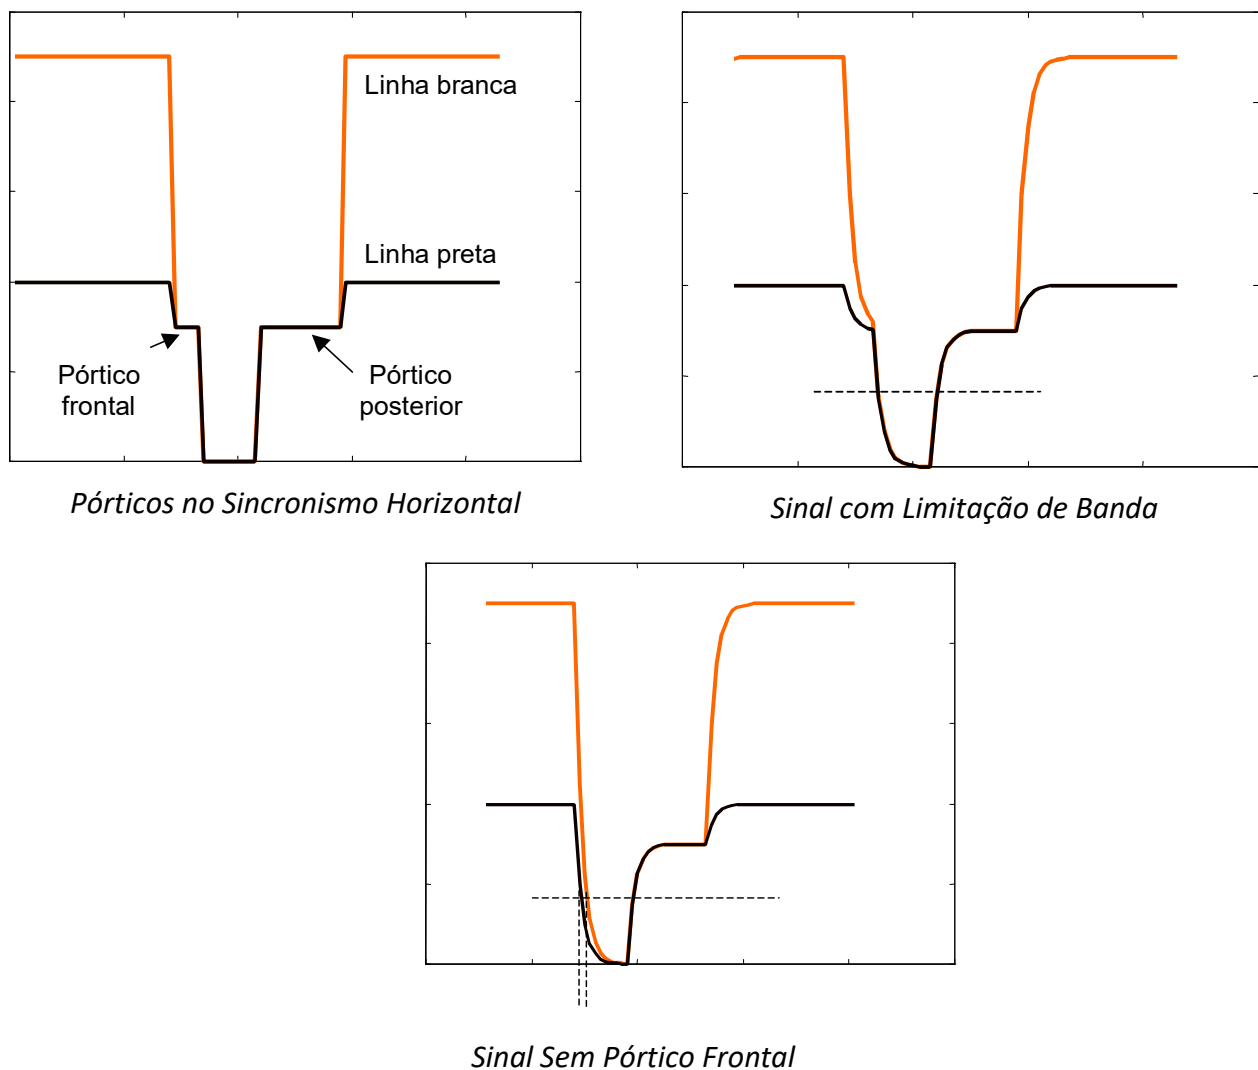 Linha branca
Linha preta
Pórtico
frontal
Pórtico
posterior
Pórticos no Sincronismo Horizontal
Sinal com Limitação de Banda
Sinal Sem Pórtico Frontal